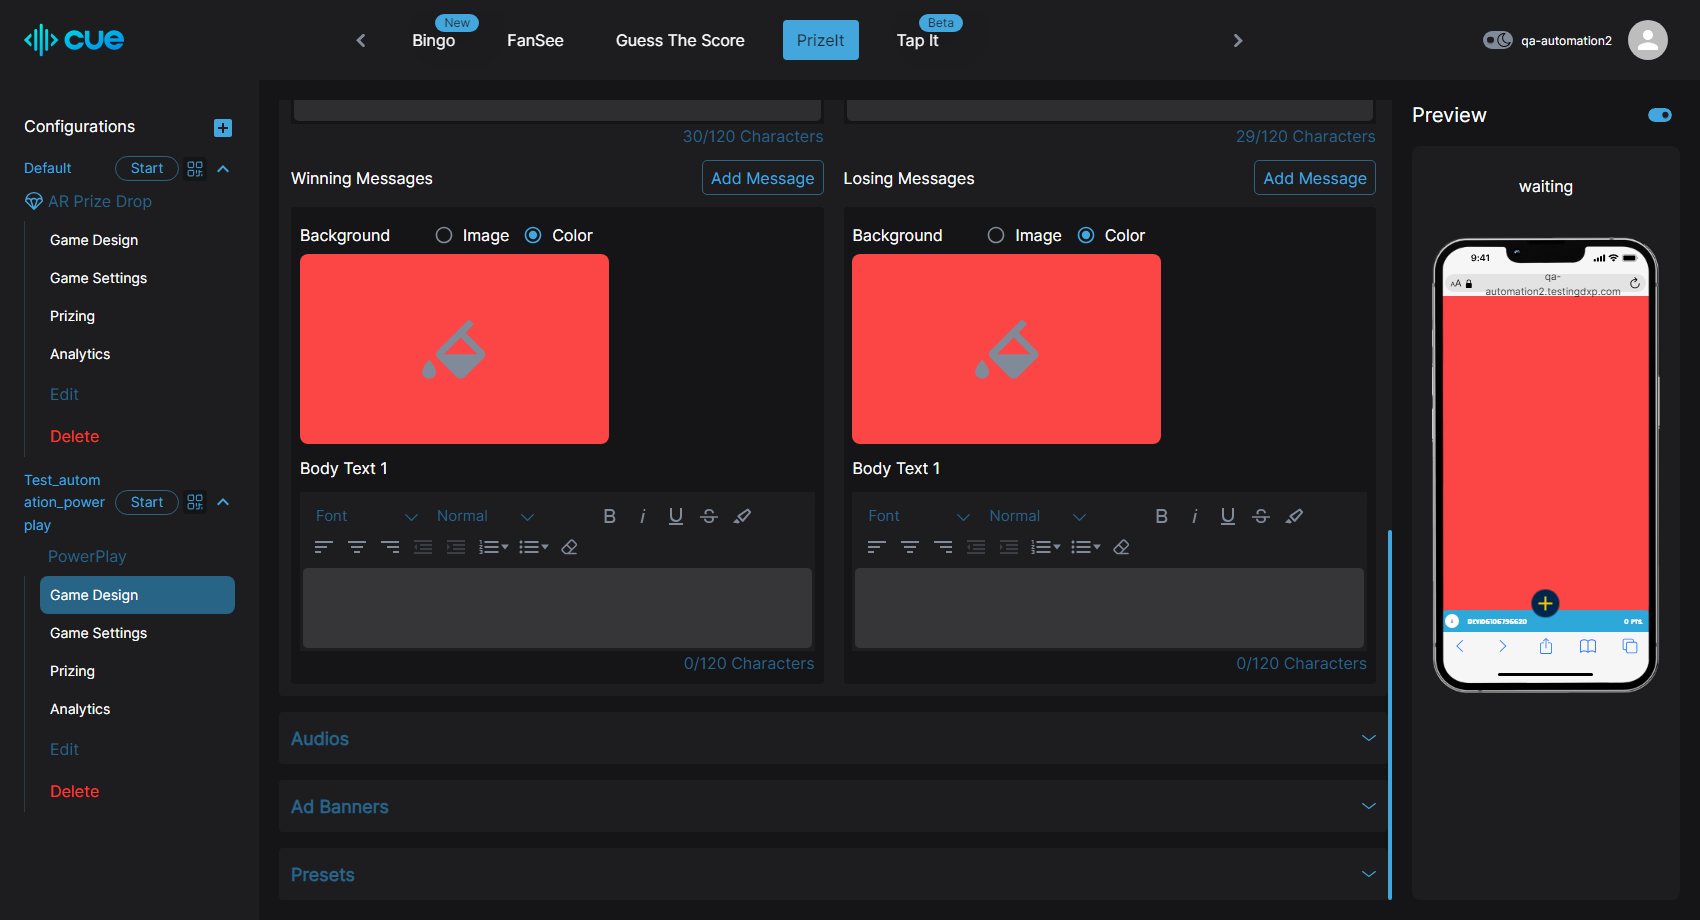 cue
Bingo
New
FanSee
Guess The Score
PrizeIt
Tap It
Beta
qa-automation2
Configurations
Default
Start
AR Prize Drop
Game Design
Game Settings
Prizing
Analytics
Edit
Delete
Test_autom
ation_power
play
Start
PowerPlay
Game Design
Game Settings
Prizing
Analytics
Edit
Delete
30/120 Characters
29/120 Characters
Winning Messages
Add Message
Losing Messages
Add Message
Background
Image
Color
Background
Image
Color
Body Text 1
Body Text 1
Font
Normal
Font
Normal
0/120 Characters
0/120 Characters
Audios
Ad Banners
Presets
Preview
waiting
9:41
AA
qa-
automation2.testingdxp.com
DEVID6106796620
0 PTS.